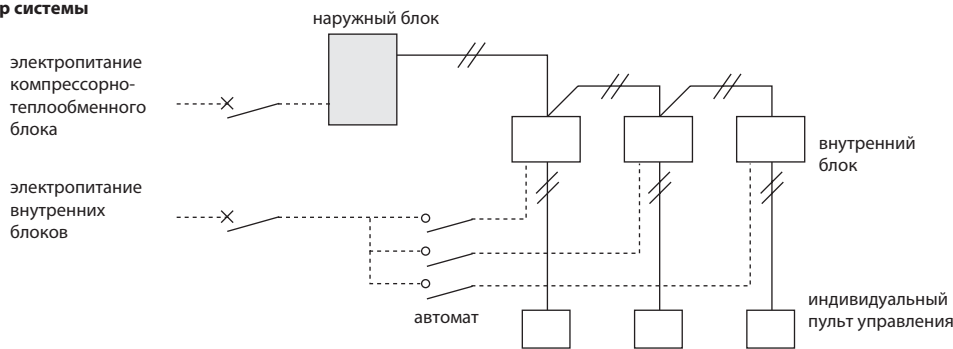 р системы
наружный блок
электропитание
компрессорно-
теплообменного
блока
внутренний
блок
электропитание
внутренних
блоков
автомат
индивидуальный
пульт управления